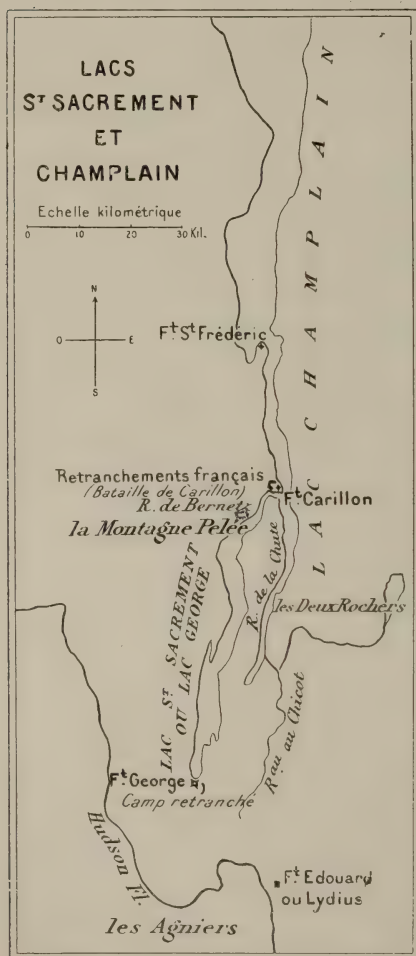 LACS
ST SACREMENT
ET
CHAMPLAIN
Echelle kilométrique
0 10 20 30 Kil.
N
O E
S
LAC CHAMPLAIN
Ft. St Frédéric
Retranchements français
(Bataille de Carillon)
Ft. Carillon
R. de Bernet
la Montagne Pelée
R. de la Chute
les Deux Rochers
LAC ST SACREMENT
OU LAC GEORGE
Rau au Chicot
Ft. George
Camp retranché
Hudson Fl.
Ft. Edouard
ou Lydius
les Agniers